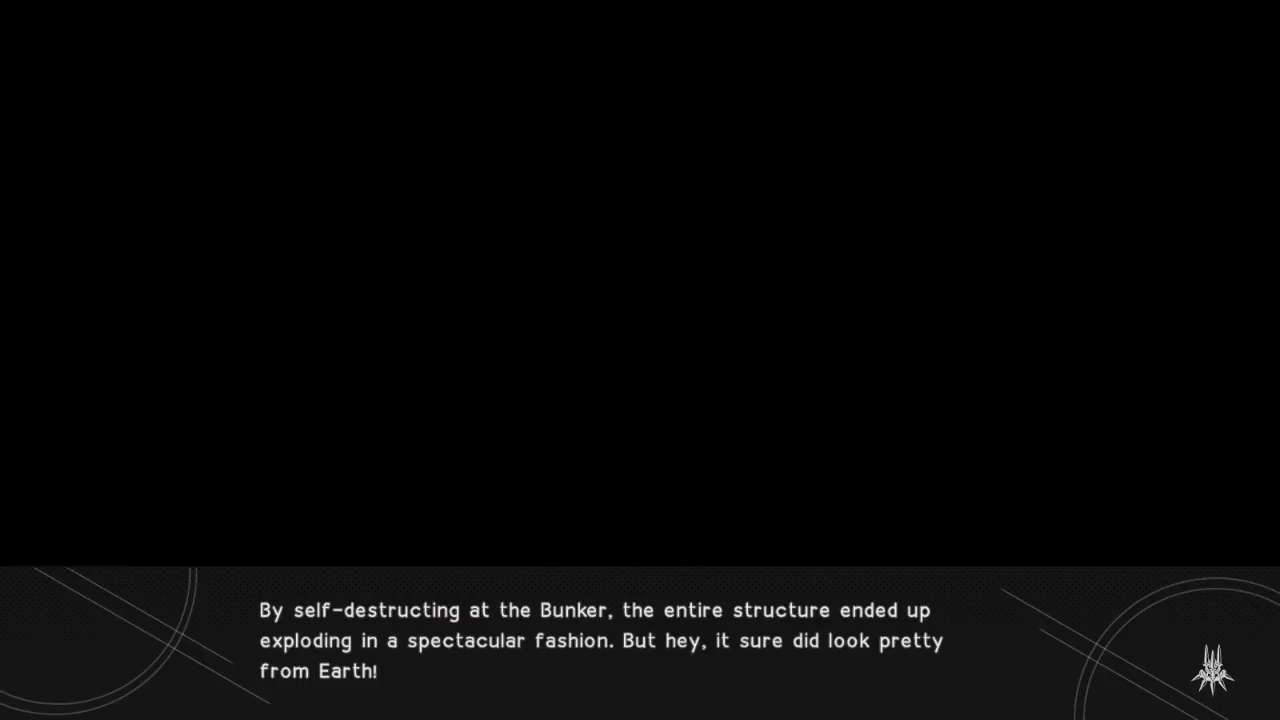 By self-destructing at the Bunker, the entire structure ended up
exploding in a spectacular fashion. But hey, it sure did look pretty
from Earth!